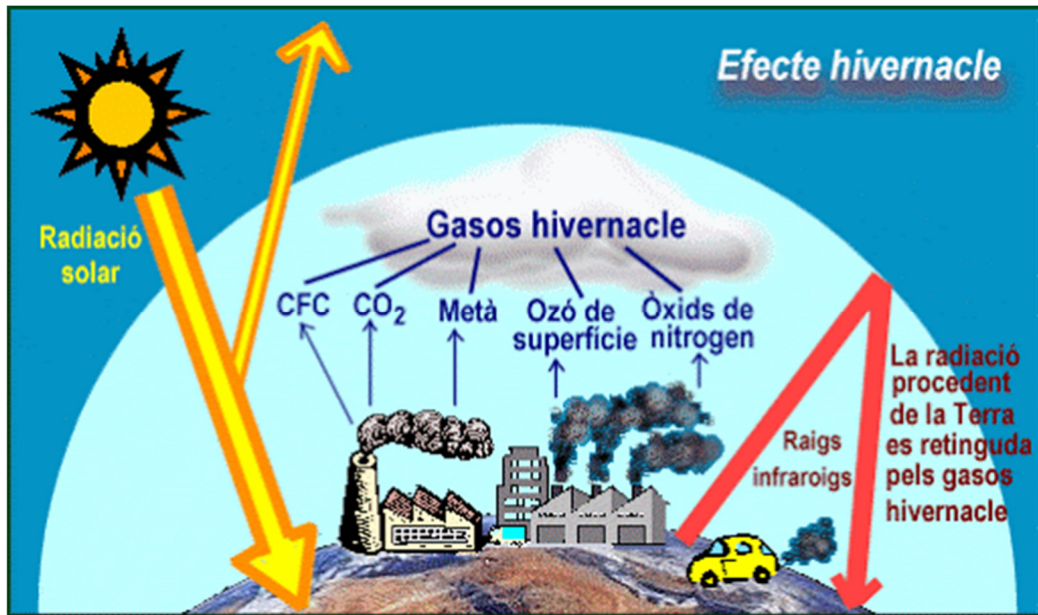 Efecte hivernacle
Radiació
solar
Gasos hivernacle
CFC
CO₂
Metà
Ozó de
superfície
Òxids de
nitrogen
Raigs
infraroigs
La radiació
procedent
de la Terra
es retinguda
pels gasos
hivernacle